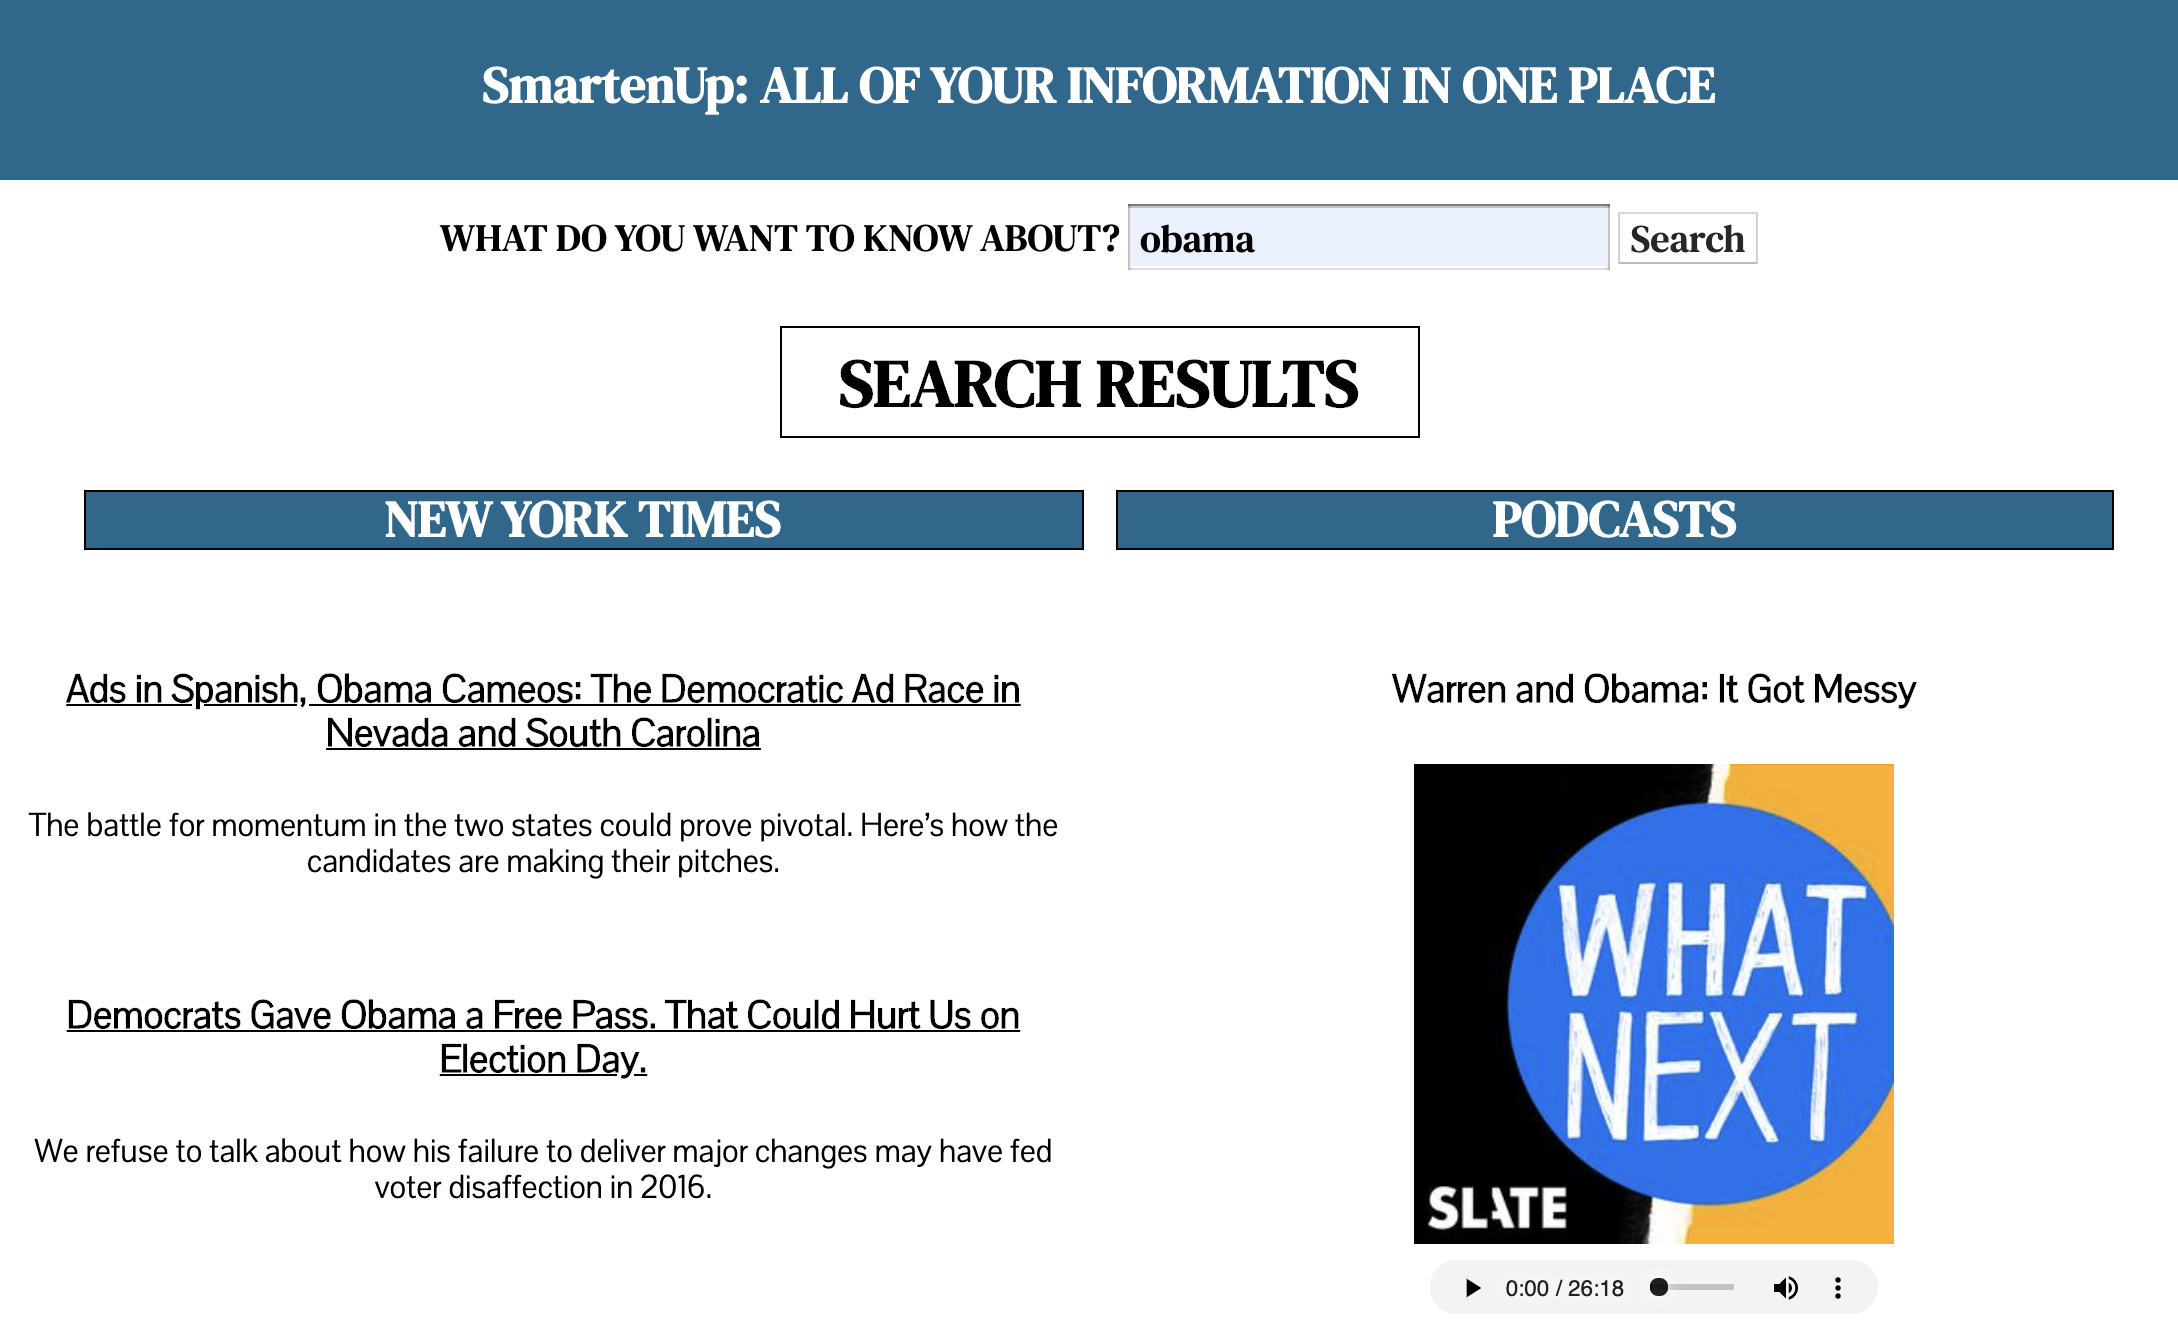 SmartenUp: ALL OF YOUR INFORMATION IN ONE PLACE
WHAT DO YOU WANT TO KNOW ABOUT? obama Search
SEARCH RESULTS
NEW YORK TIMES
Ads in Spanish, Obama Cameos: The Democratic Ad Race in
Nevada and South Carolina
The battle for momentum in the two states could prove pivotal. Here’s how the
candidates are making their pitches.
Democrats Gave Obama a Free Pass. That Could Hurt Us on
Election Day.
We refuse to talk about how his failure to deliver major changes may have fed
voter disaffection in 2016.
PODCASTS
Warren and Obama: It Got Messy
WHAT
NEXT
SLATE
0:00 / 26:18